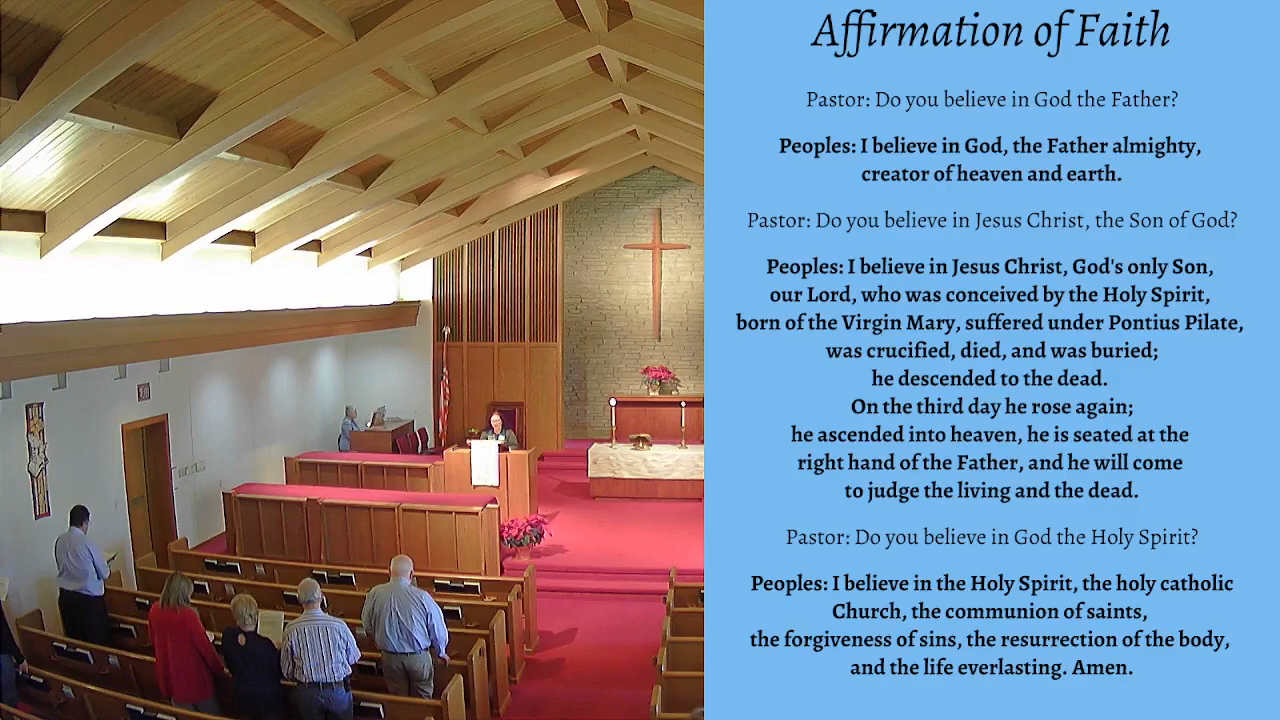 Affirmation of Faith
Pastor: Do you believe in God the Father?
Peoples: I believe in God, the Father almighty,
creator of heaven and earth.
Pastor: Do you believe in Jesus Christ, the Son of God?
Peoples: I believe in Jesus Christ, God's only Son,
our Lord, who was conceived by the Holy Spirit,
born of the Virgin Mary, suffered under Pontius Pilate,
was crucified, died, and was buried;
he descended to the dead.
On the third day he rose again;
he ascended into heaven, he is seated at the
right hand of the Father, and he will come
to judge the living and the dead.
Pastor: Do you believe in God the Holy Spirit?
Peoples: I believe in the Holy Spirit, the holy catholic
Church, the communion of saints,
the forgiveness of sins, the resurrection of the body,
and the life everlasting. Amen.